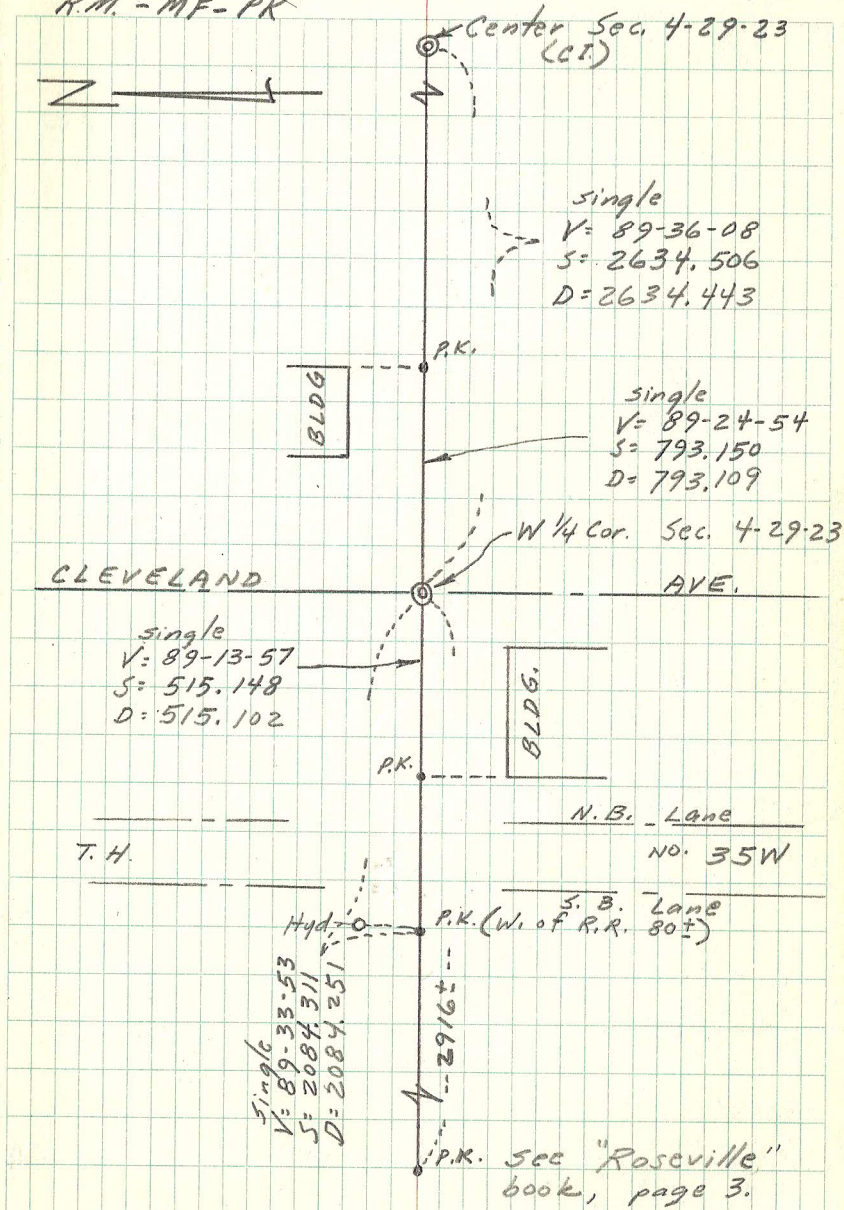 R.M. - MF - PK
Center Sec. 4-29-23
(CI.)
single
V= 89-36-08
S= 2634.506
D= 2634.443
P.K.
BLDG
single
V= 89-24-54
S= 793.150
D= 793.109
W 1/4 Cor. Sec. 4-29-23
CLEVELAND AVE.
single
V= 89-13-57
S= 515.148
D= 515.102
BLDG.
P.K.
N.B. Lane
T.H. NO. 35W
S.B. Lane
Hyd. P.K. (W. of R.R. 80±)
single
V= 89-33-53
S= 2084.311
D= 2084.251
2916±
P.K. see "Roseville"
book, page 3.